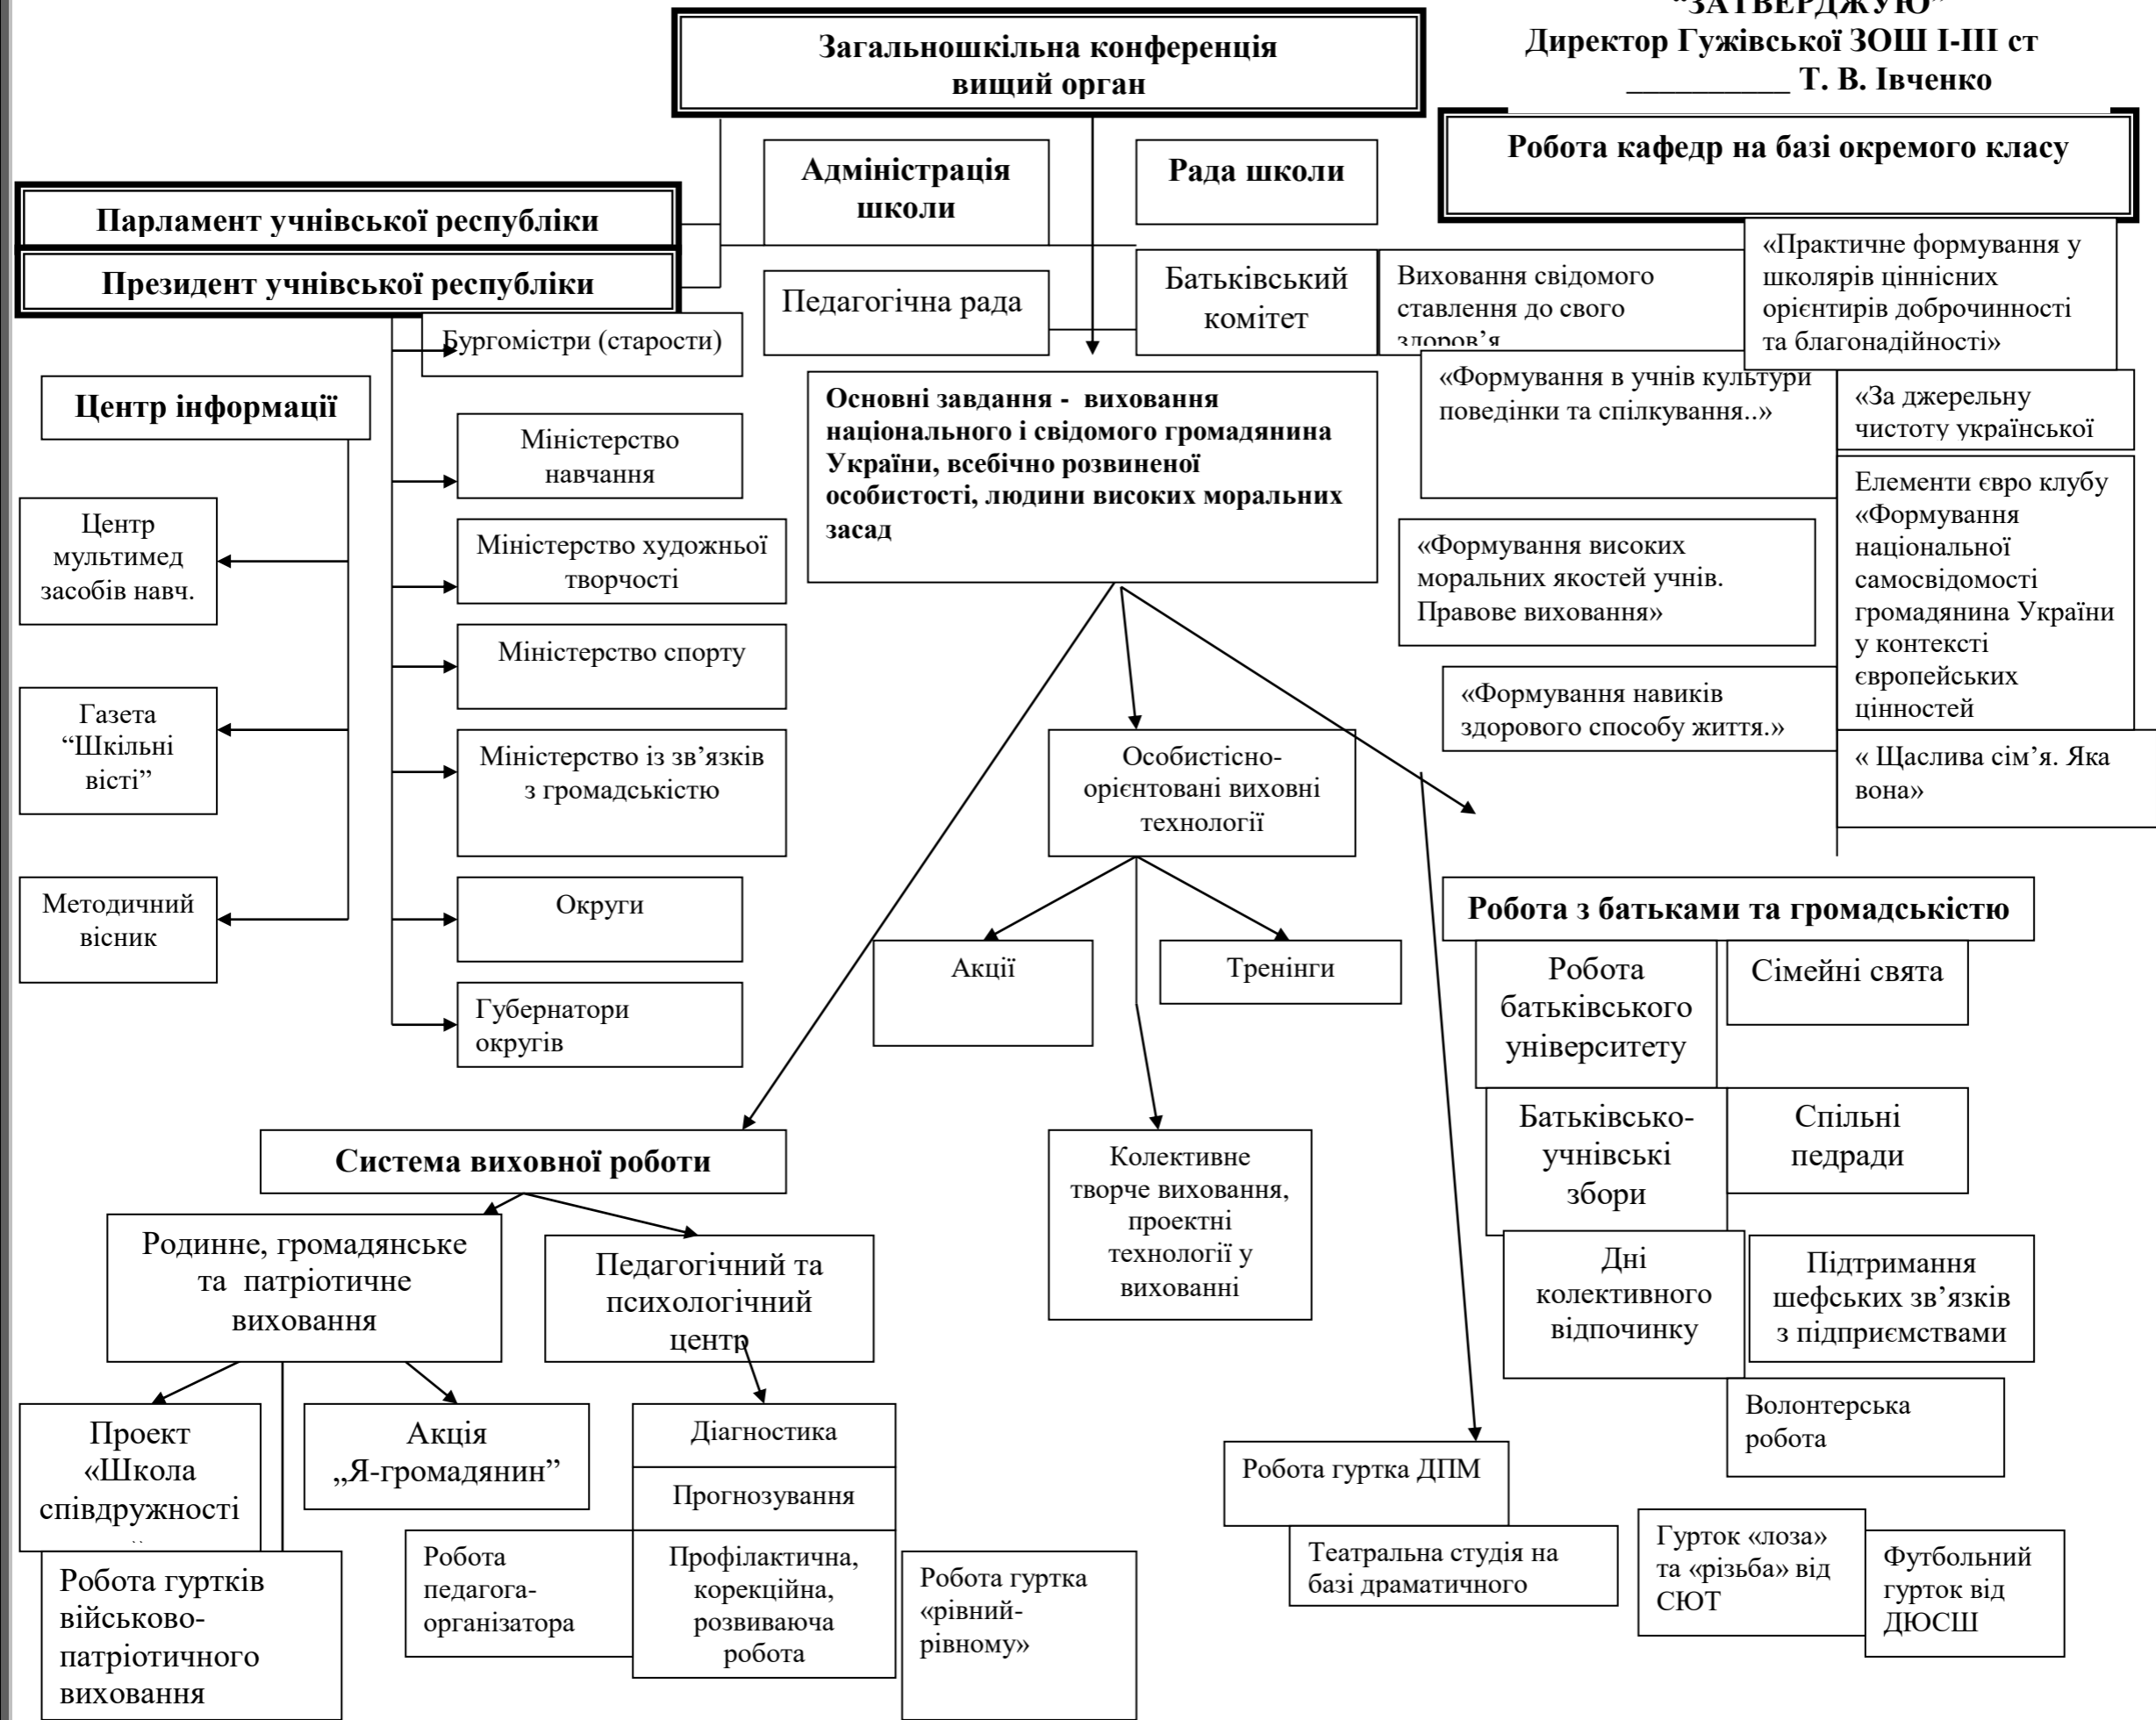 “ЗАТВЕРДЖУЮ”
Директор Гужівської ЗОШ І-ІІІ ст
__________ Т. В. Івченко
Загальношкільна конференція
вищий орган
Робота кафедр на базі окремого класу
Адміністрація
школи
Рада школи
Парламент учнівської республіки
Президент учнівської республіки
Педагогічна рада
Батьківський
комітет
Виховання свідомого
ставлення до свого
здоров’я
«Практичне формування у
школярів ціннісних
орієнтирів доброчинності
та благонадійності»
Бургомістри (старости)
Центр інформації
Основні завдання - виховання
національного і свідомого громадянина
України, всебічно розвиненої
особистості, людини високих моральних
засад
«Формування в учнів культури
поведінки та спілкування..»
«За джерельну
чистоту української
Міністерство
навчання
Елементи євро клубу
«Формування
національної
самосвідомості
громадянина України
у контексті
європейських
цінностей
Центр
мультимед
засобів навч.
Міністерство художньої
творчості
«Формування високих
моральних якостей учнів.
Правове виховання»
Міністерство спорту
«Формування навиків
здорового способу життя.»
Газета
“Шкільні
вісті”
Міністерство із зв’язків
з громадськістю
Особистісно-
орієнтовані виховні
технології
« Щаслива сім’я. Яка
вона»
Методичний
вісник
Округи
Губернатори
округів
Акції
Тренінги
Робота з батьками та громадськістю
Робота
батьківського
університету
Сімейні свята
Батьківсько-
учнівські
збори
Спільні
педради
Дні
колективного
відпочинку
Підтримання
шефських зв’язків
з підприємствами
Волонтерська
робота
Система виховної роботи
Колективне
творче виховання,
проектні
технології у
вихованні
Родинне, громадянське
та патріотичне
виховання
Педагогічний та
психологічний
центр
Проект
«Школа
співдружності
Акція
„Я-громадянин”
Діагностика
Прогнозування
Профілактична,
корекційна,
розвиваюча
робота
Робота гуртків
військово-
патріотичного
виховання
Робота
педагога-
організатора
Робота гуртка
«рівний-
рівному»
Робота гуртка ДПМ
Театральна студія на
базі драматичного
Гурток «лоза»
та «різьба» від
СЮТ
Футбольний
гурток від
ДЮСШ